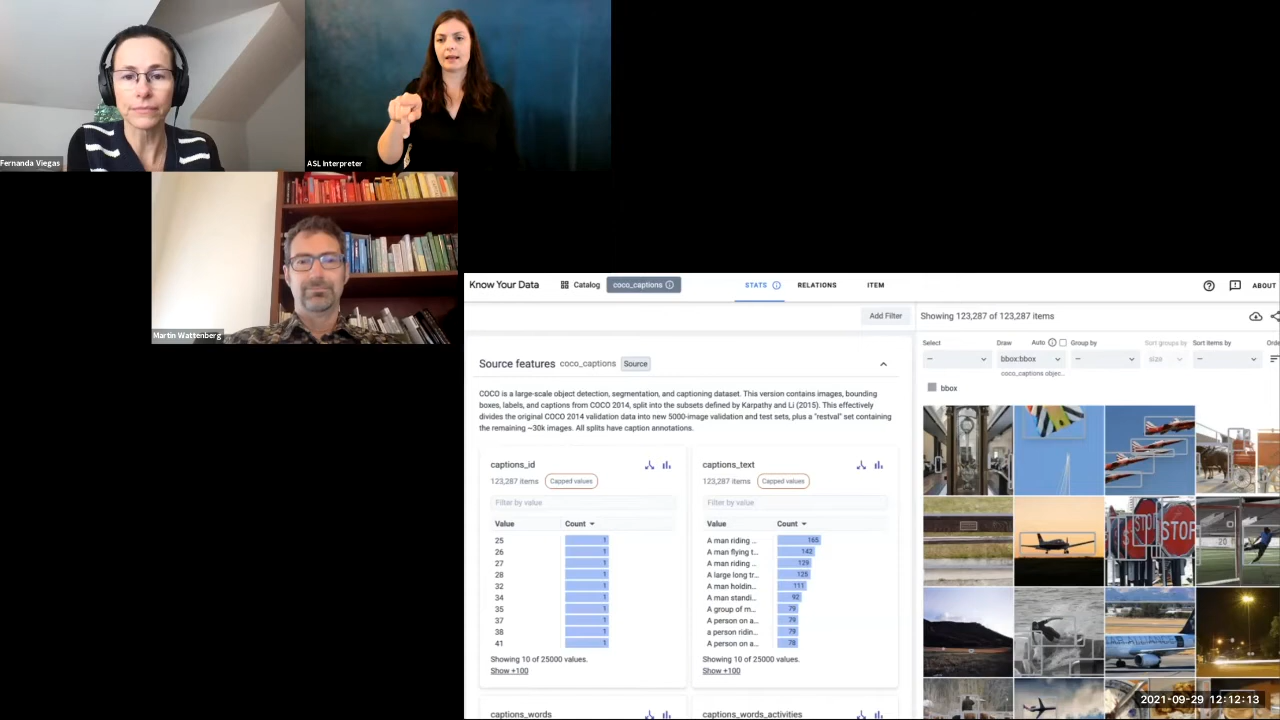 Fernanda Viegas
ASL Interpreter
Martin Wattenberg
Know Your Data
Catalog
coco_captions
STATS
RELATIONS
ITEM
ABOUT
Add Filter
Showing 123,287 of 123,287 items
Select
Draw
Auto
Group by
Sort groups by
Sort items by
bbox:bbox
size
coco_captions objec...
bbox
Source features coco_captions Source
COCO is a large-scale object detection, segmentation, and captioning dataset. This version contains images, bounding
boxes, labels, and captions from COCO 2014, split into the subsets defined by Karpathy and Li (2015). This effectively
divides the original COCO 2014 validation data into new 5000-image validation and test sets, plus a "restval" set containing
the remaining ~30k images. All splits have caption annotations.
captions_id
123,287 items Capped values
Filter by value
Value Count
25 1
26 1
27 1
28 1
32 1
34 1
35 1
37 1
38 1
41 1
Showing 10 of 25000 values.
Show +100
captions_text
123,287 items Capped values
Filter by value
Value Count
A man riding ... 165
A man flying t... 142
A man riding ... 129
A large long tr... 125
A man holdin... 111
A man standi... 92
A group of m... 79
A person on a... 79
a person ridin... 79
A person on a... 78
Showing 10 of 25000 values.
Show +100
captions_words
captions_words_activities
STOP
20
2021-09-29 12:12:13